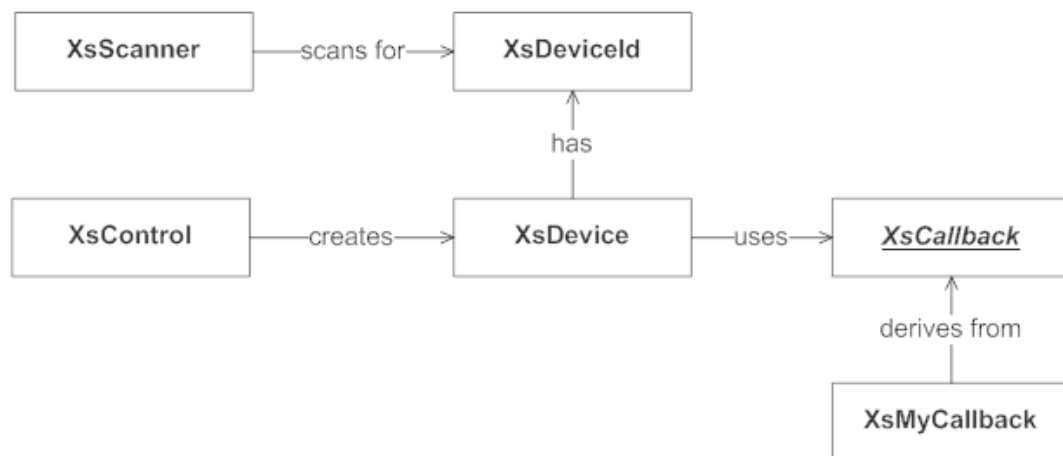 XsScanner
scans for
XsDeviceId
has
XsControl
creates
XsDevice
uses
XsCallback
derives from
XsMyCallback